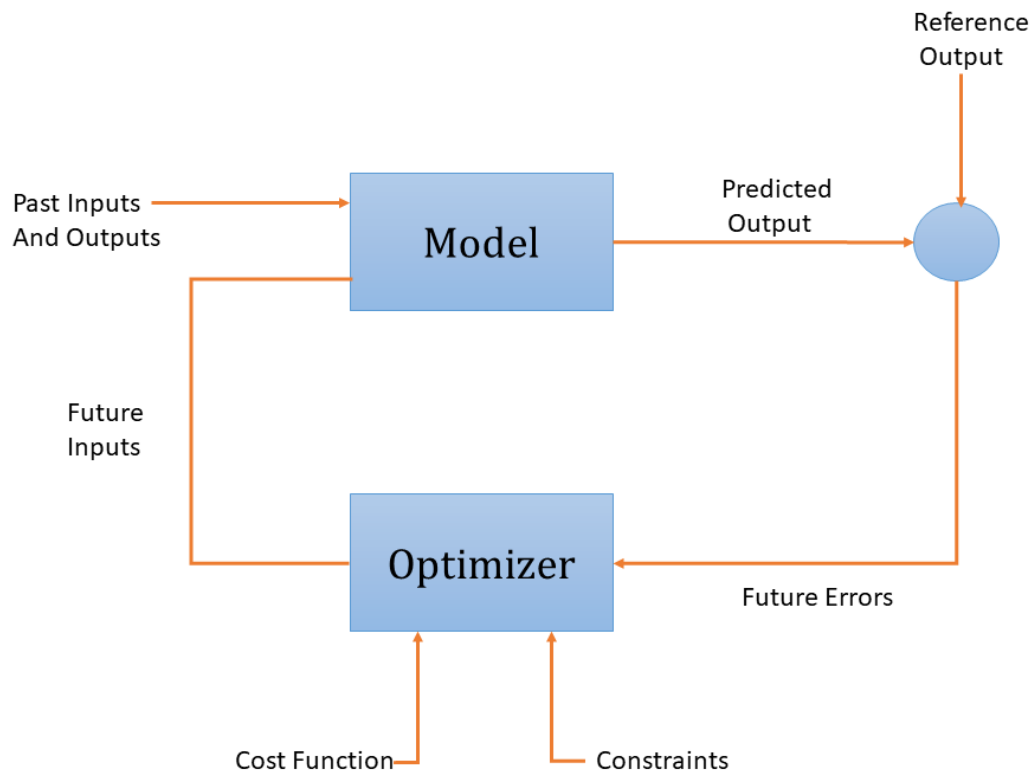 Reference
Output
Past Inputs
And Outputs
Model
Predicted
Output
Future
Inputs
Optimizer
Future Errors
Cost Function
Constraints